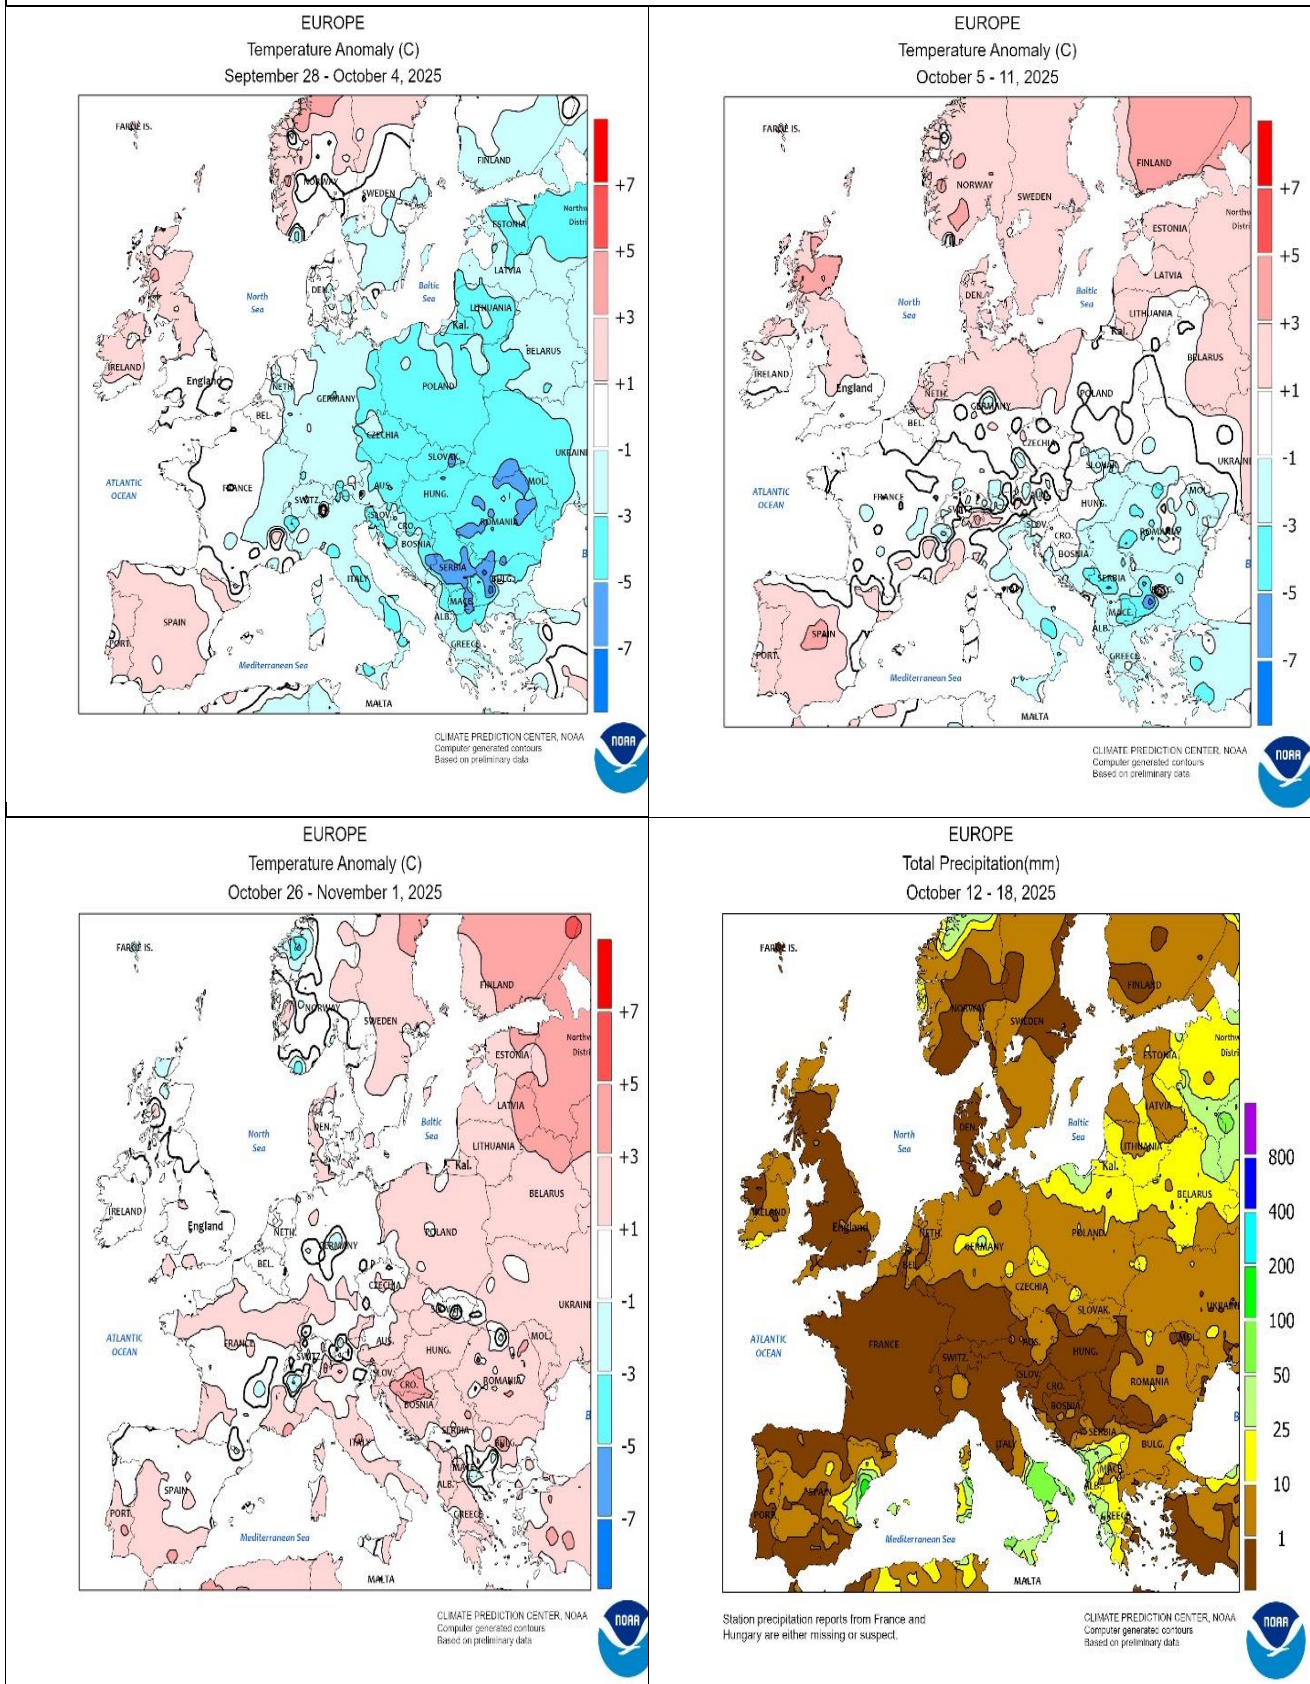 EUROPE
Temperature Anomaly (C)
September 28 - October 4, 2025
FAROE IS.
FINLAND
NORWAY
SWEDEN
Northw
Distri
ESTONIA
LATVIA
North
Sea
DEN.
Baltic
Sea
LITHUANIA
Kal.
IRELAND
England
NETH
BELARUS
POLAND
GERMANY
BEL.
CZECHIA
SLOVAK.
UKRAINE
ATLANTIC
OCEAN
FRANCE
SWITZ.
AUS.
HUNG.
MOL.
SLOV.
CRO.
ROMANIA
BOSNIA
SERBIA
BULG.
ITALY
MACE.
ALB.
SPAIN
PORT.
GREECE
Mediterranean Sea
MALTA
B
+7
+5
+3
+1
-1
-3
-5
-7
CLIMATE PREDICTION CENTER, NOAA
Computer generated contours
Based on preliminary data
NOAA
EUROPE
Temperature Anomaly (C)
October 5 - 11, 2025
FAROE IS.
FINLAND
NORWAY
SWEDEN
Northw
Distri
ESTONIA
LATVIA
North
Sea
DEN.
Baltic
Sea
LITHUANIA
Kal.
IRELAND
England
NETH.
BELARUS
POLAND
GERMANY
BEL.
CZECHIA
SLOVAK.
UKRAINE
ATLANTIC
OCEAN
FRANCE
SWITZ.
AUS.
HUNG.
MOL.
SLOV.
CRO.
ROMANIA
BOSNIA
SERBIA
MACE.
ALB.
SPAIN
PORT.
GREECE
Mediterranean Sea
MALTA
B
+7
+5
+3
+1
-1
-3
-5
-7
CLIMATE PREDICTION CENTER, NOAA
Computer generated contours
Based on preliminary data
NOAA
EUROPE
Temperature Anomaly (C)
October 26 - November 1, 2025
FAROE IS.
FINLAND
NORWAY
SWEDEN
Northw
Distri
ESTONIA
LATVIA
North
Sea
DEN.
Baltic
Sea
LITHUANIA
Kal.
IRELAND
England
NETH.
BELARUS
POLAND
GERMANY
BEL.
CZECHIA
UKRAINE
ATLANTIC
OCEAN
FRANCE
SWITZ.
AUS.
HUNG.
MOL.
SLOV.
CRO.
ROMANIA
BOSNIA
SERBIA
BULG.
ITALY
MACE.
ALB.
SPAIN
PORT.
GREECE
Mediterranean Sea
MALTA
B
+7
+5
+3
+1
-1
-3
-5
-7
CLIMATE PREDICTION CENTER, NOAA
Computer generated contours
Based on preliminary data
NOAA
EUROPE
Total Precipitation(mm)
October 12 - 18, 2025
FAROE IS.
FINLAND
NORWAY
SWEDEN
Northw
Distri
ESTONIA
LATVIA
North
Sea
DEN.
Baltic
Sea
LITHUANIA
Kal.
IRELAND
England
NETH.
BELARUS
POLAND
GERMANY
BEL.
CZECHIA
SLOVAK.
UKRAINE
ATLANTIC
OCEAN
FRANCE
SWITZ.
AUS.
HUNG.
MOL.
SLOV.
CRO.
ROMANIA
BOSNIA
SERBIA
BULG.
ITALY
MACE.
ALB.
SPAIN
PORT.
GREECE
Mediterranean Sea
MALTA
B
800
400
200
100
50
25
10
1
Station precipitation reports from France and
Hungary are either missing or suspect.
CLIMATE PREDICTION CENTER, NOAA
Computer generated contours
Based on preliminary data
NOAA